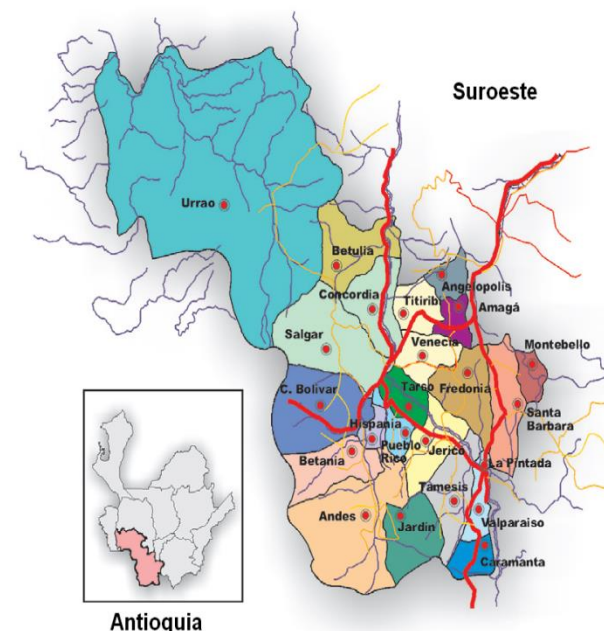 Suroeste
Urrao
Betulia
Angelopolis
Concordia
Titiribí
Amagá
Salgar
Venecia
Montebello
C. Bolivar
Tarso
Fredonia
Hispania
Santa
Barbara
Pueblo
Rico
Jerico
Betania
La Pintada
Tamesis
Andes
Jardin
Valparaiso
Caramanta
Antioquia